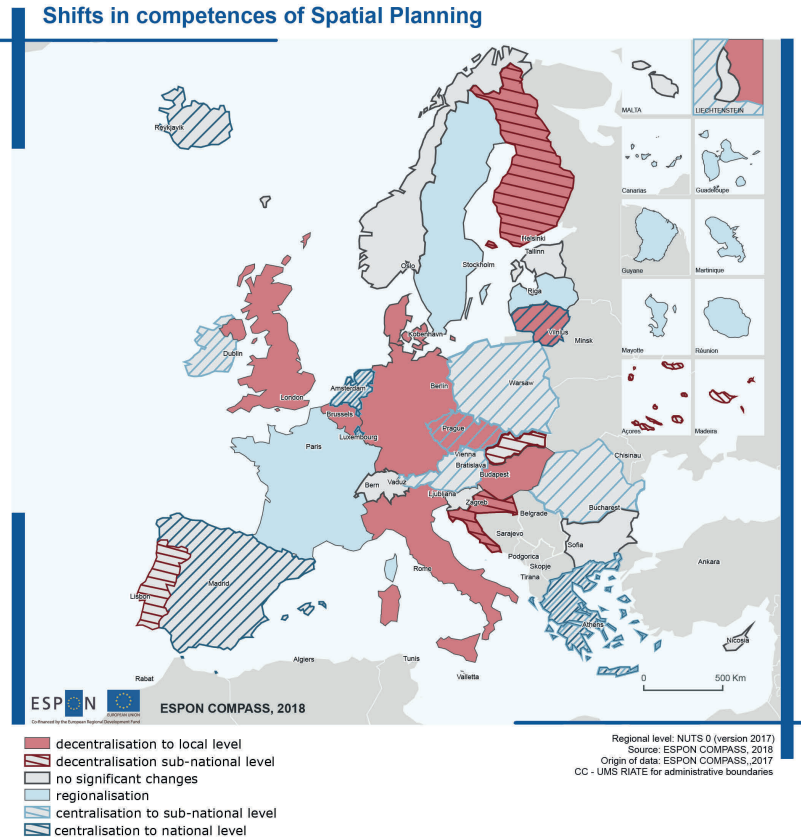 Shifts in competences of Spatial Planning
Reykjavik
MALTA
LIECHTENSTEIN
Canarias
Guadeloupe
Helsinki
Tallinn
Oslo
Stockholm
Guyane
Martinique
Riga
København
Vilnius
Minsk
Mayotte
Réunion
Dublin
Amsterdam
Berlin
Warsaw
London
Brussels
Prague
Açores
Madeira
Luxembourg
Paris
Vienna
Chisinau
Bratislava
Budapest
Bern
Vaduz
Ljubljana
Zagreb
Bucharest
Belgrade
Sarajevo
Sofia
Podgorica
Ankara
Rome
Skopje
Tirana
Madrid
Lisbon
Athens
Nicosia
Algiers
Tunis
Valletta
Rabat
0 500 Km
ESPON
EUROPEAN UNION
Co-financed by the European Regional Development Fund
ESPON COMPASS, 2018
decentralisation to local level
decentralisation sub-national level
no significant changes
regionalisation
centralisation to sub-national level
centralisation to national level
Regional level: NUTS 0 (version 2017)
Source: ESPON COMPASS, 2018
Origin of data: ESPON COMPASS,,2017
CC - UMS RIATE for administrative boundaries